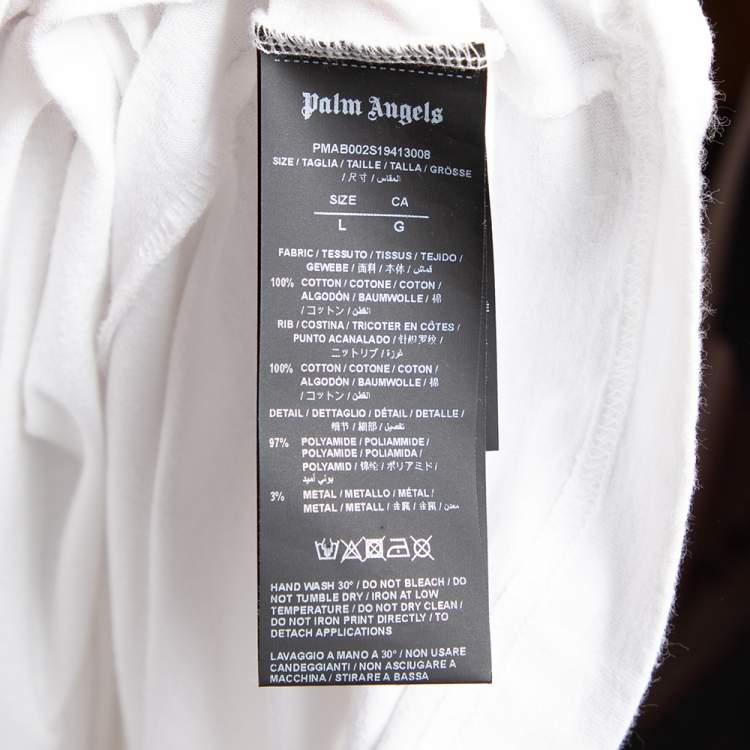 Palm Angels
PMAB002S19413008
SIZE / TAGLIA / TAILLE / TALLA / GRÖSSE
/ 尺寸 / المقاس
SIZE CA
L G
FABRIC / TESSUTO / TISSUS / TEJIDO /
GEWEBE / 面料 / 本体 / قماش
100% COTTON / COTONE / COTON /
ALGODÓN / BAUMWOLLE / 棉
/ コットン / القطن
RIB / COSTINA / TRICOTER EN CÔTES /
PUNTO ACANALADO / 针织罗纹 /
ニットリブ / غرزة
100% COTTON / COTONE / COTON /
ALGODÓN / BAUMWOLLE / 棉
/ コットン / القطن
DETAIL / DETTAGLIO / DÉTAIL / DETALLE /
细节 / 細部 / تفصيل
97% POLYAMIDE / POLIAMMIDE /
POLYAMIDE / POLIAMIDA /
POLYAMID / 锦纶 / ポリアミド /
بولي أميد
3% METAL / METALLO / MÉTAL /
METAL / METALL / 金属 / 金属 / معدن
HAND WASH 30° / DO NOT BLEACH / DO
NOT TUMBLE DRY / IRON AT LOW
TEMPERATURE / DO NOT DRY CLEAN /
DO NOT IRON PRINT DIRECTLY / TO
DETACH APPLICATIONS
LAVAGGIO A MANO A 30° / NON USARE
CANDEGGIANTI / NON ASCIUGARE A
MACCHINA / STIRARE A BASSA